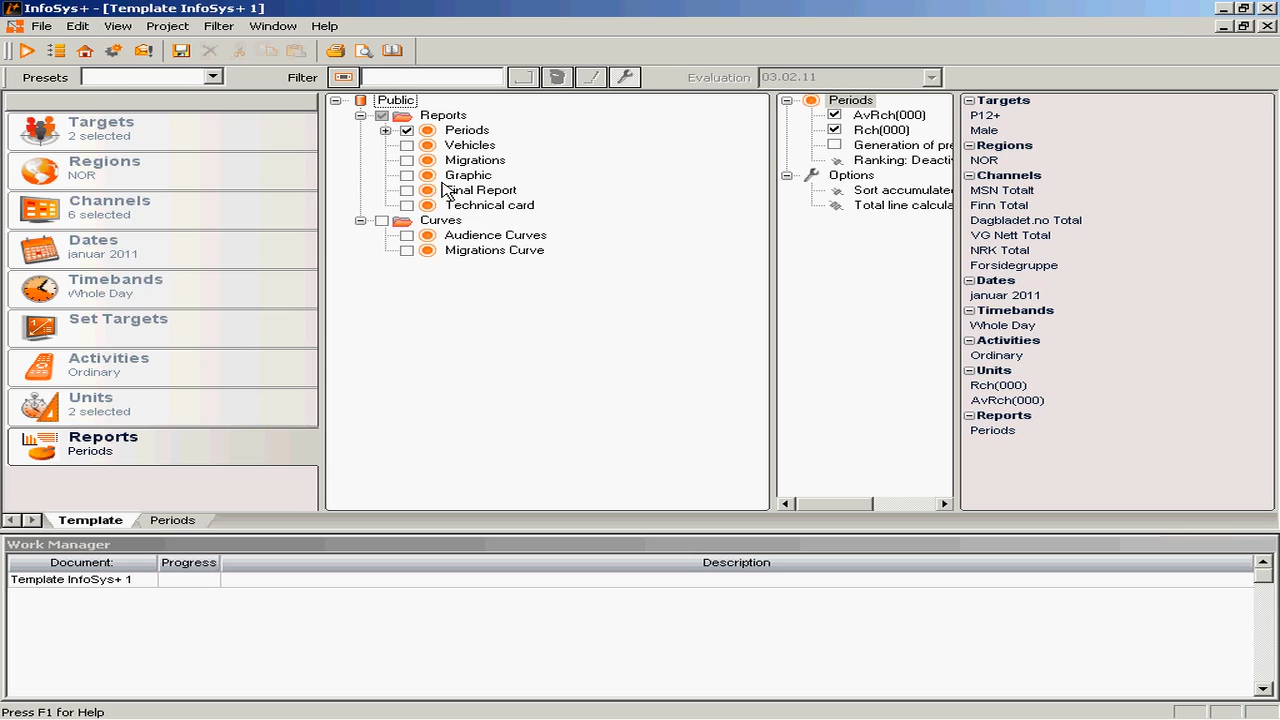 InfoSys+ - [Template InfoSys+ 1]
File Edit View Project Filter Window Help
Presets Filter Evaluation 03.02.11
Targets
2 selected
Regions
NOR
Channels
6 selected
Dates
januar 2011
Timebands
Whole Day
Set Targets
Activities
Ordinary
Units
2 selected
Reports
Periods
Public
Reports
Periods
Vehicles
Migrations
Graphic
Final Report
Technical card
Curves
Audience Curves
Migrations Curve
Periods
AvRch(000)
Rch(000)
Generation of pre
Ranking: Deacti
Options
Sort accumulate
Total line calcula
Targets
P12+
Male
Regions
NOR
Channels
MSN Totalt
Finn Total
Dagbladet.no Total
VG Nett Total
NRK Total
Forsidegruppe
Dates
januar 2011
Timebands
Whole Day
Activities
Ordinary
Units
Rch(000)
AvRch(000)
Reports
Periods
Template Periods
Work Manager
Document: Progress Description
Template InfoSys+ 1
Press F1 for Help